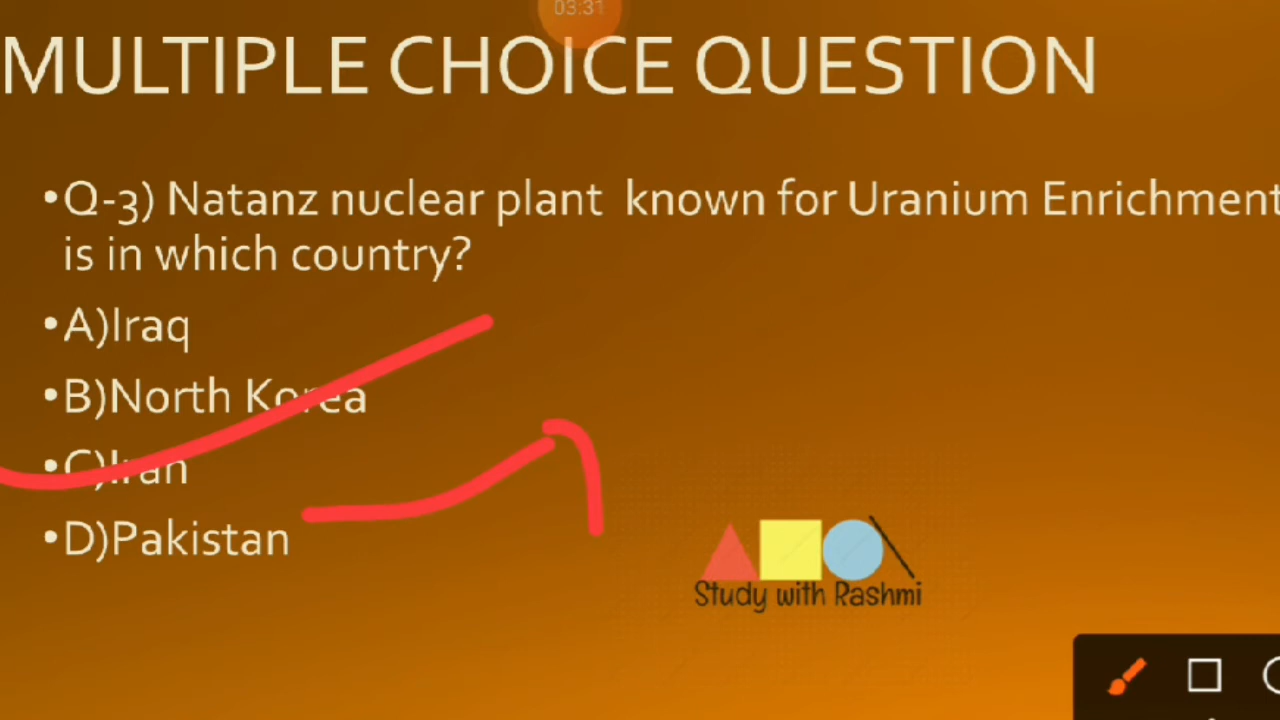 03:31
MULTIPLE CHOICE QUESTION
•Q-3) Natanz nuclear plant known for Uranium Enrichment
is in which country?
•A)Iraq
•B)North Korea
•C)Iran
•D)Pakistan
Study with Rashmi